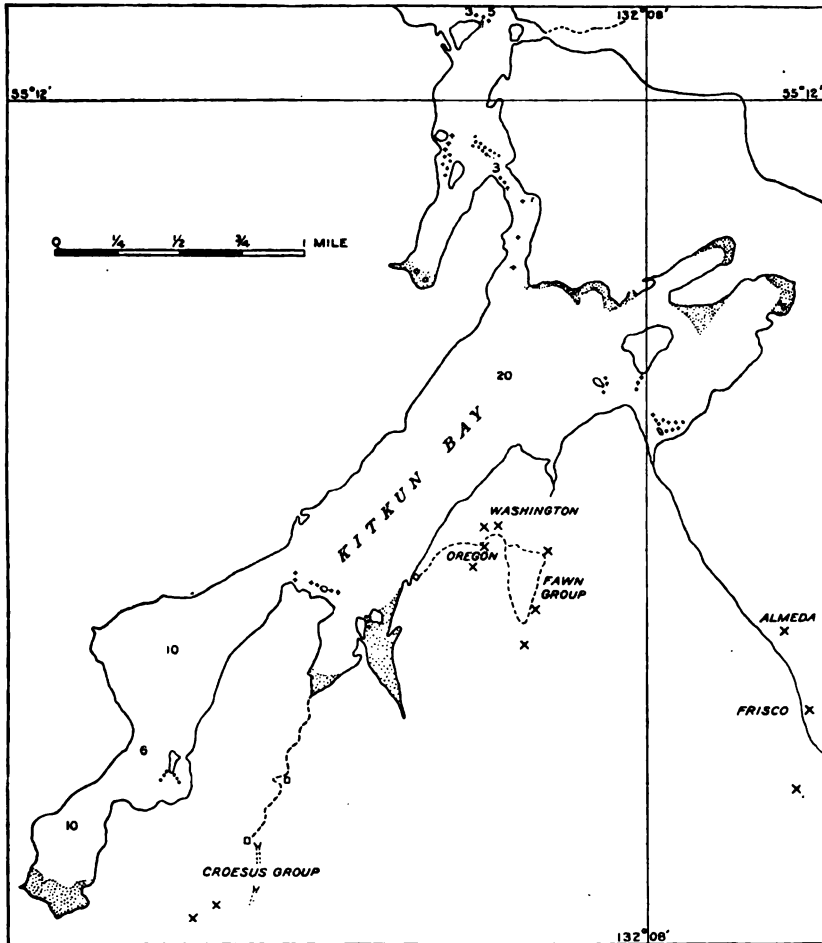 3 5
132°08'
55°12'
55°12'
3
0 ¼ ½ ¾ 1 MILE
20
KITKUN BAY
WASHINGTON
OREGON
FAWN
GROUP
ALMEDA
10
FRISCO
6
10
CROESUS GROUP
132°08'